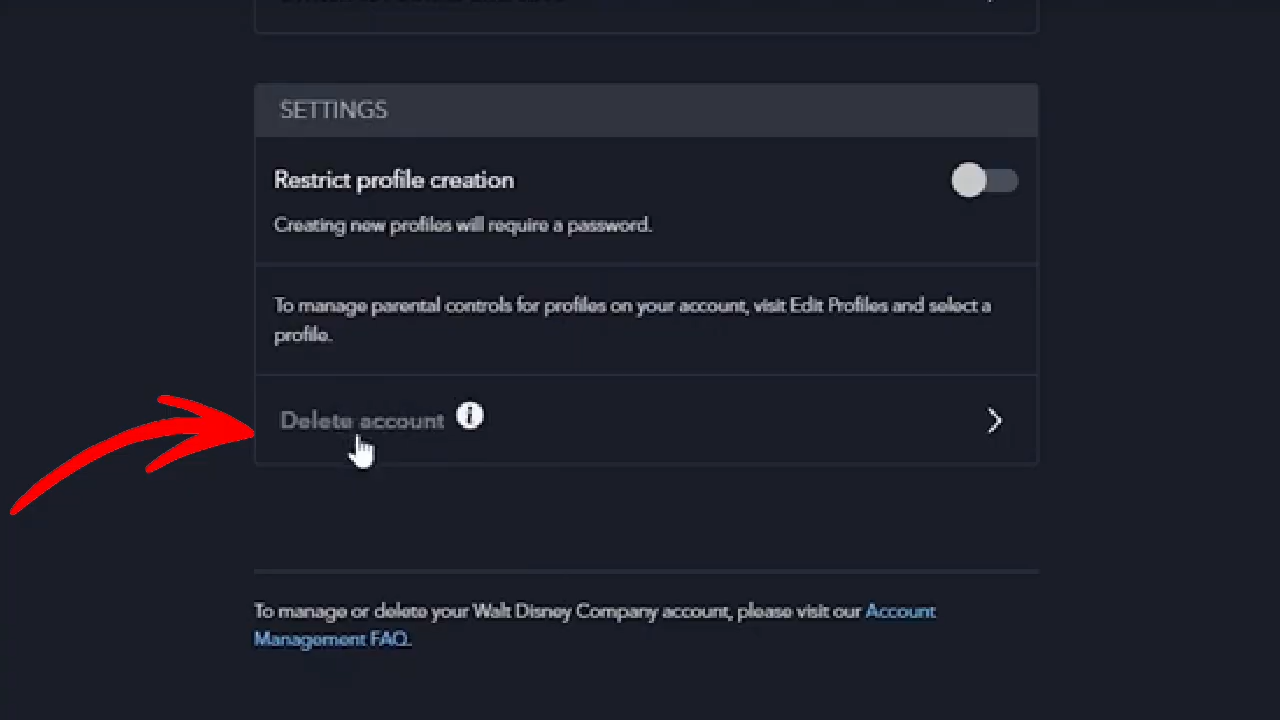 SETTINGS
Restrict profile creation
Creating new profiles will require a password.
To manage parental controls for profiles on your account, visit Edit Profiles and select a
profile.
Delete account i
To manage or delete your Walt Disney Company account, please visit our Account
Management FAQ.